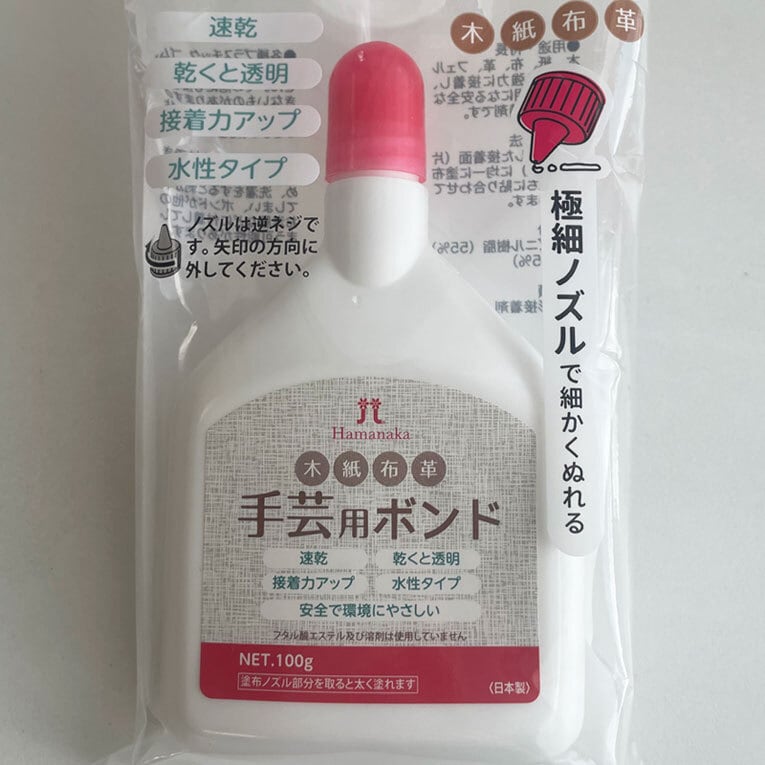 速乾
乾くと透明
接着力アップ
水性タイプ
ノズルは逆ネジで
す。矢印の方向に
外してください。
木紙布革
極細ノズルで細かくぬれる
Hamanaka
木紙布革
手芸用ボンド
速乾 乾くと透明
接着力アップ 水性タイプ
安全で環境にやさしい
フタル酸エステル及び溶剤は使用していません
NET.100g
塗布ノズル部分を取ると太く塗れます
〈日本製〉